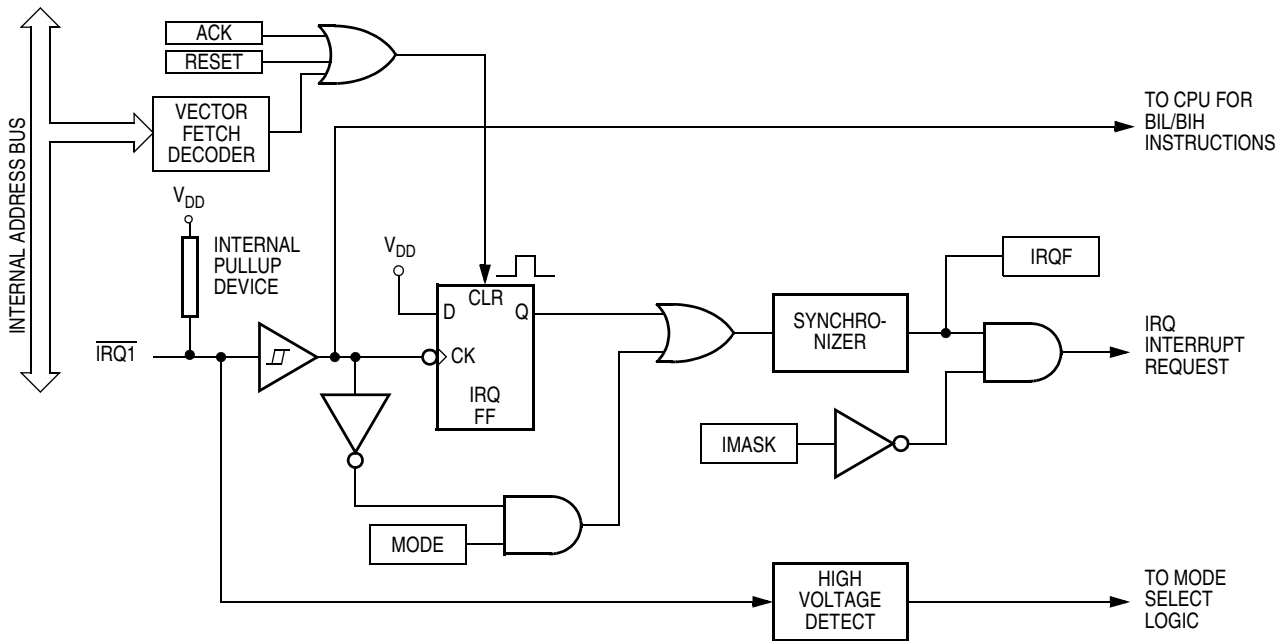 INTERNAL ADDRESS BUS
ACK
RESET
VECTOR
FETCH
DECODER
TO CPU FOR
BIL/BIH
INSTRUCTIONS
VDD
INTERNAL
PULLUP
DEVICE
VDD
IRQF
CLR
D
Q
CK
IRQ
FF
SYNCHRO-
NIZER
IRQ
INTERRUPT
REQUEST
IRQ1
IMASK
MODE
HIGH
VOLTAGE
DETECT
TO MODE
SELECT
LOGIC